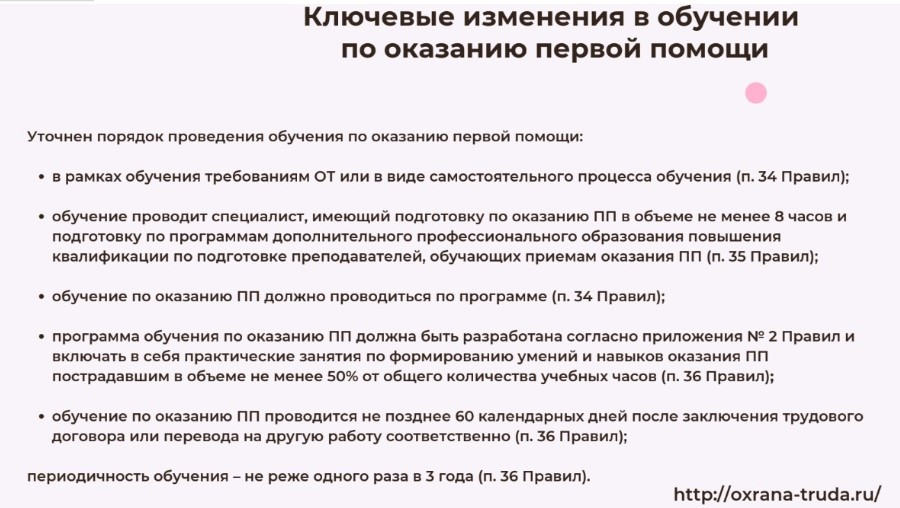 Ключевые изменения в обучении
по оказанию первой помощи
Уточнен порядок проведения обучения по оказанию первой помощи:
• в рамках обучения требованиям ОТ или в виде самостоятельного процесса обучения (п. 34 Правил);
• обучение проводит специалист, имеющий подготовку по оказанию ПП в объеме не менее 8 часов и
подготовку по программам дополнительного профессионального образования повышения
квалификации по подготовке преподавателей, обучающих приемам оказания ПП (п. 35 Правил);
• обучение по оказанию ПП должно проводиться по программе (п. 34 Правил);
• программа обучения по оказанию ПП должна быть разработана согласно приложения № 2 Правил и
включать в себя практические занятия по формированию умений и навыков оказания ПП
пострадавшим в объеме не менее 50% от общего количества учебных часов (п. 36 Правил);
• обучение по оказанию ПП проводится не позднее 60 календарных дней после заключения трудового
договора или перевода на другую работу соответственно (п. 36 Правил);
периодичность обучения – не реже одного раза в 3 года (п. 36 Правил).
http://oxrana-truda.ru/